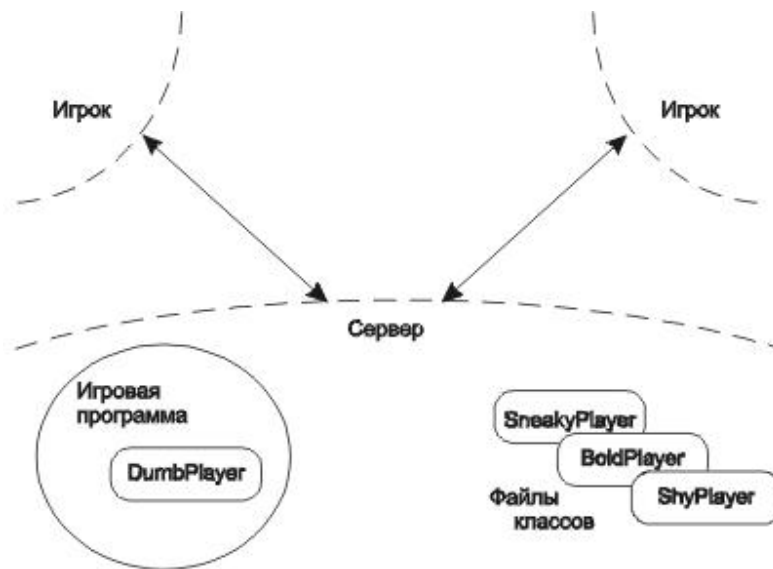 Игрок
Игрок
Сервер
Игровая
программа
DumbPlayer
SneakyPlayer
BoldPlayer
ShyPlayer
Файлы
классов